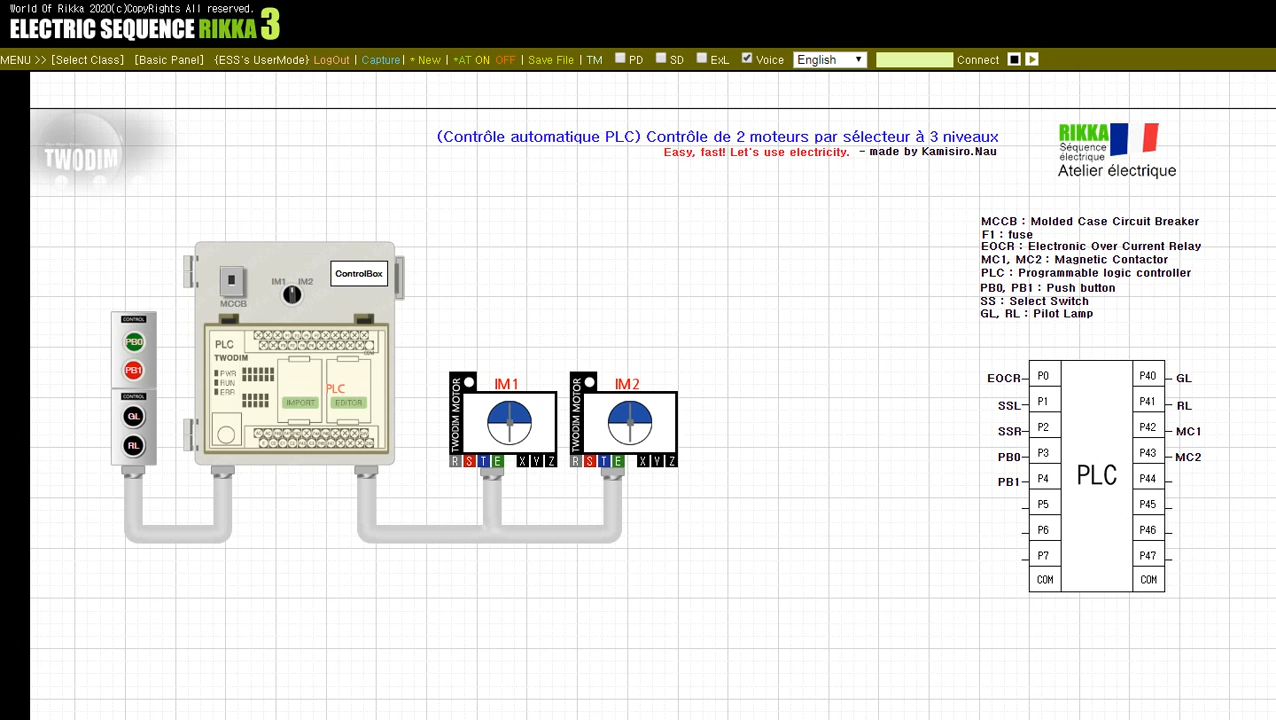 World Of Rikka 2020(c)CopyRights All reserved.
ELECTRIC SEQUENCE RIKKA 3
MENU >> [Select Class] [Basic Panel] {ESS's UserMode} LogOut | Capture | * New | *AT ON OFF | Save File | TM PD SD ExL Voice English Connect
TWODIM
(Contrôle automatique PLC) Contrôle de 2 moteurs par sélecteur à 3 niveaux
Easy, fast! Let's use electricity. - made by Kamisiro.Nau
RIKKA
Séquence
électrique
Atelier électrique
MCCB : Molded Case Circuit Breaker
F1 : fuse
EOCR : Electronic Over Current Relay
MC1, MC2 : Magnetic Contactor
PLC : Programmable logic controller
PB0, PB1 : Push button
SS : Select Switch
GL, RL : Pilot Lamp
ControlBox
IM1 IM2
MCCB
CONTROL
PB0
PB1
CONTROL
GL
RL
PLC
TWODIM
PWR
RUN
ERR
COM
PLC
IMPORT EDITOR
TWODIM MOTOR
IM1
R S T E X Y Z
TWODIM MOTOR
IM2
R S T E X Y Z
EOCR P0 P40 GL
SSL P1 P41 RL
SSR P2 P42 MC1
PB0 P3 P43 MC2
PB1 P4 P44
PLC
P5 P45
P6 P46
P7 P47
COM COM